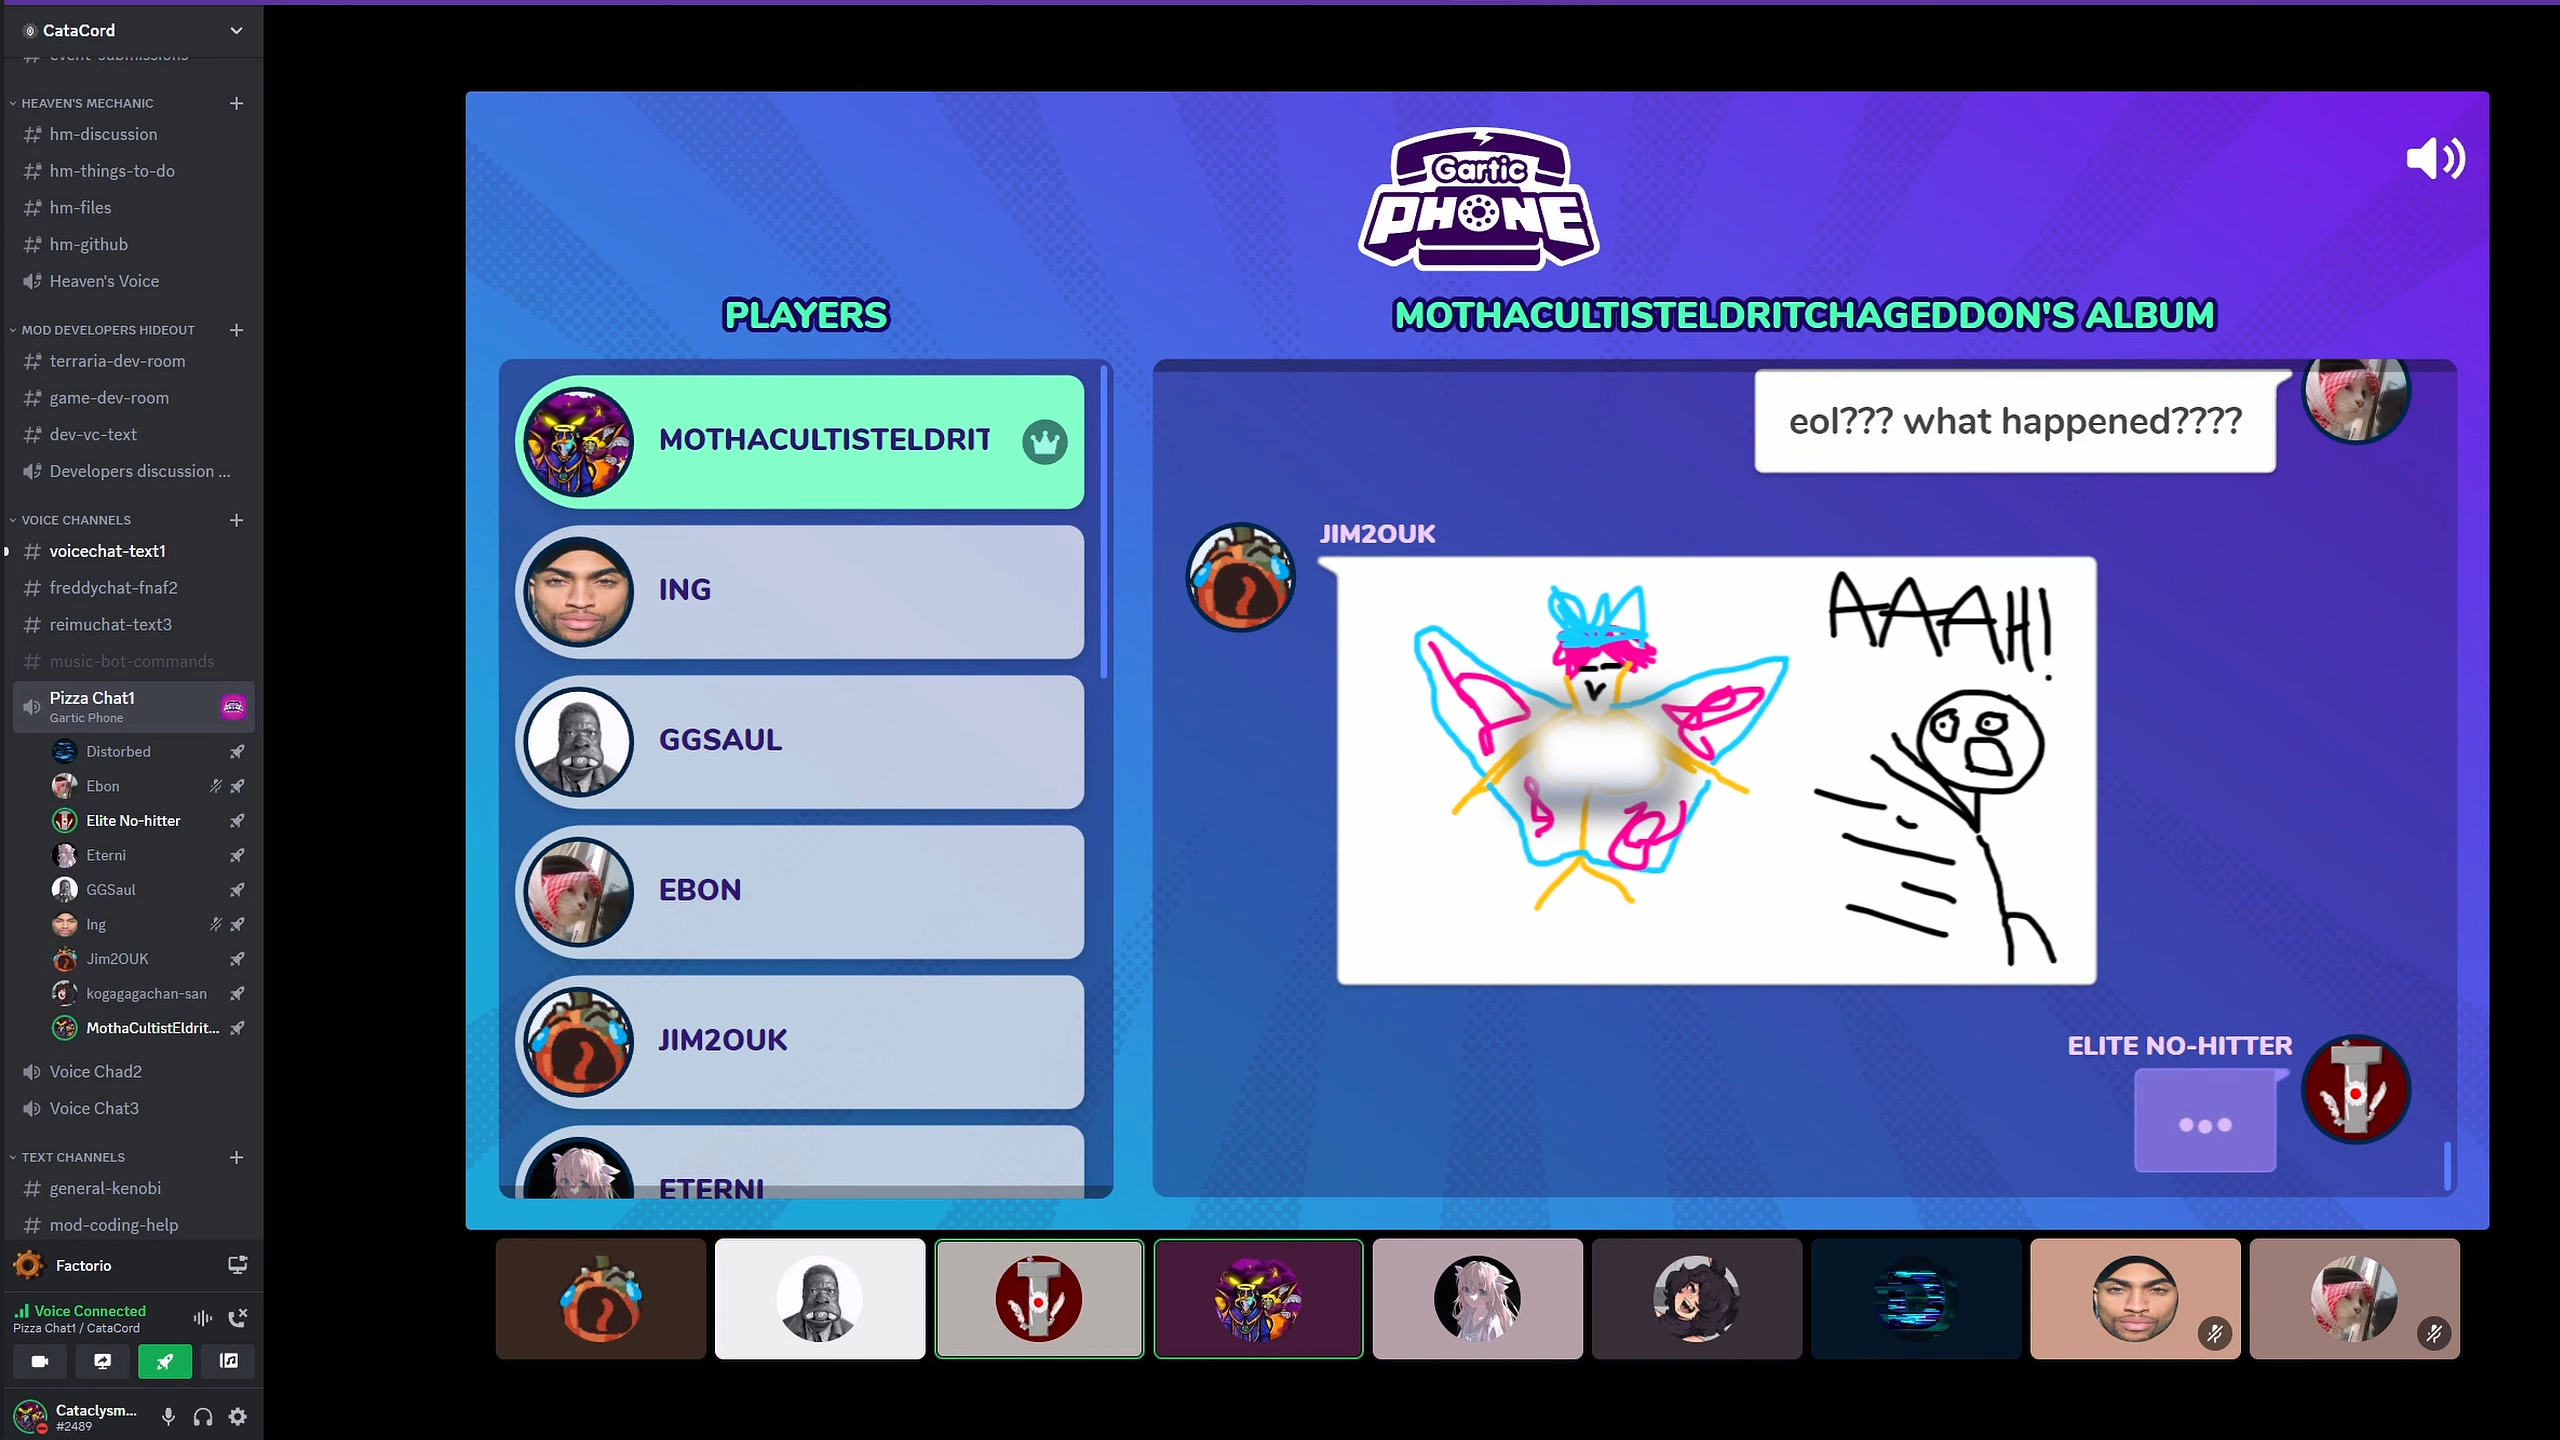 CataCord
event-submissions
HEAVEN'S MECHANIC
hm-discussion
hm-things-to-do
hm-files
hm-github
Heaven's Voice
MOD DEVELOPERS HIDEOUT
terraria-dev-room
game-dev-room
dev-vc-text
Developers discussion ...
VOICE CHANNELS
voicechat-text1
freddychat-fnaf2
reimuchat-text3
music-bot-commands
Pizza Chat1
Gartic Phone
Distorbed
Ebon
Elite No-hitter
Eterni
GGSaul
Ing
Jim2OUK
kogagagachan-san
MothaCultistEldrit...
Voice Chad2
Voice Chat3
TEXT CHANNELS
general-kenobi
mod-coding-help
Factorio
Voice Connected
Pizza Chat1 / CataCord
Cataclysm...
#2489
Gartic
PHONE
PLAYERS
MOTHACULTISTELDRIT
ING
GGSAUL
EBON
JIM2OUK
ETERNI
MOTHACULTISTELDRITCHAGEDDON'S ALBUM
eol??? what happened????
JIM2OUK
AAAH!
ELITE NO-HITTER